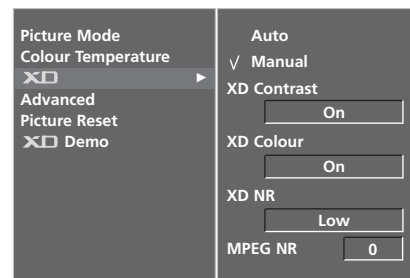 Picture Mode
Colour Temperature
XD
Advanced
Picture Reset
XD Demo
Auto
√ Manual
XD Contrast
On
XD Colour
On
XD NR
Low
MPEG NR 0